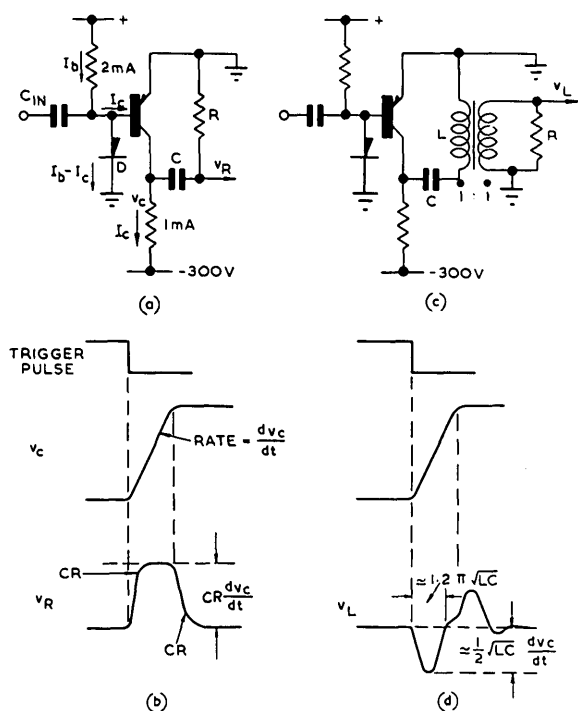 +
I_b 2mA
C_IN
I_c
R
D
I_b-I_c
C
v_R
v_c
I_c
1mA
-300V
(a)
+
v_L
L
R
C
1 : 1
-300V
(c)
TRIGGER
PULSE
v_c
RATE = dv_c/dt
CR
v_R
CR dv_c/dt
CR
(b)
≃1.2 π √LC
v_L
≃ 1/2 √LC dv_c/dt
(d)